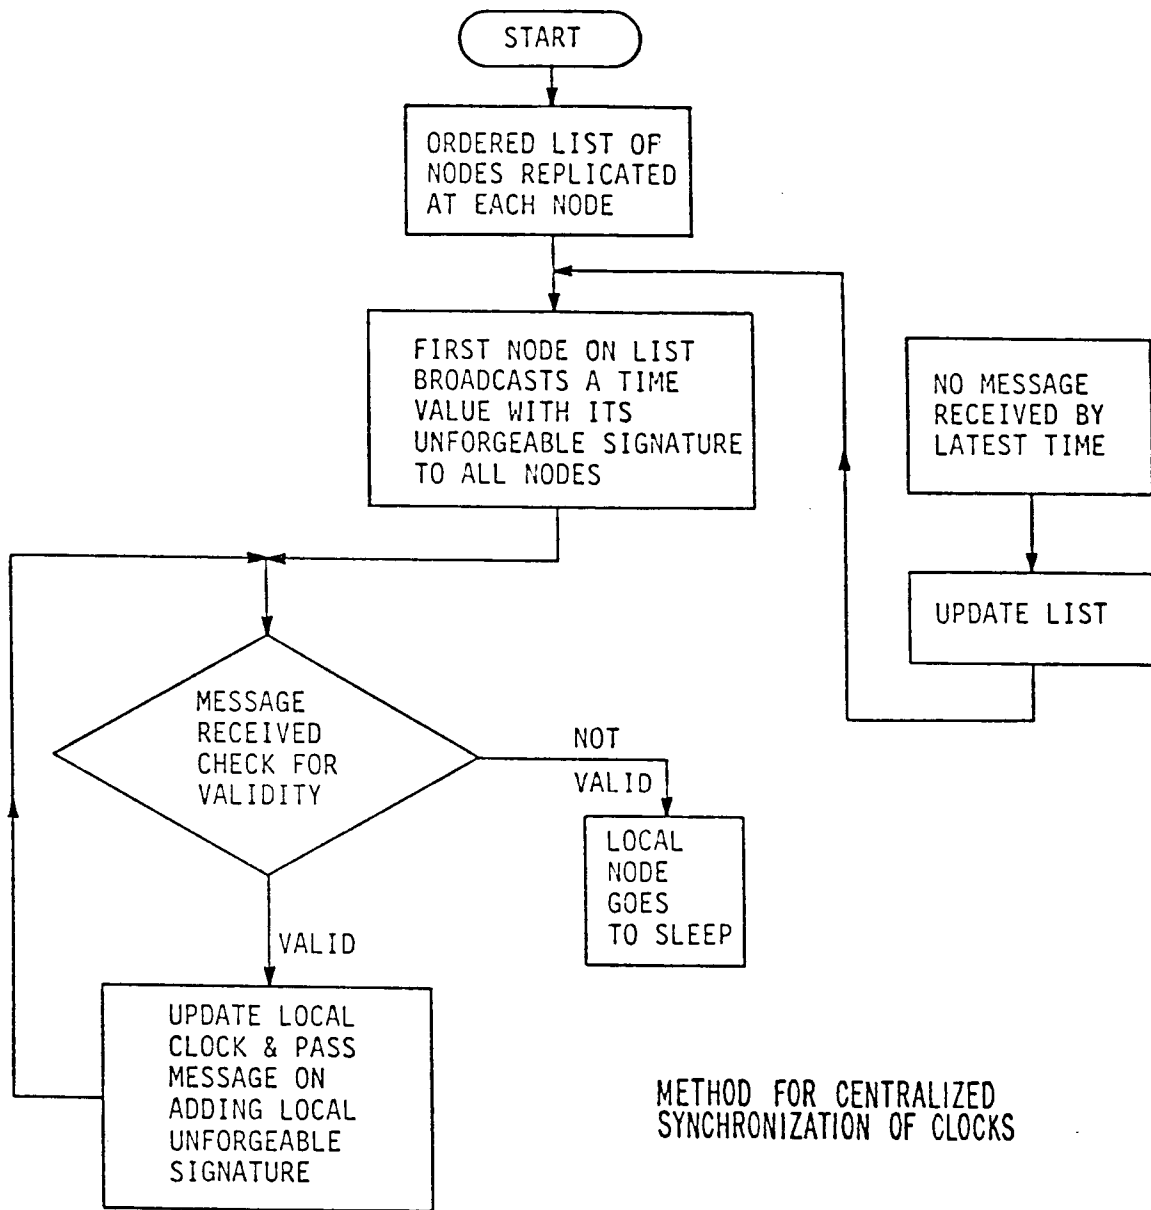 START
ORDERED LIST OF
NODES REPLICATED
AT EACH NODE
FIRST NODE ON LIST
BROADCASTS A TIME
VALUE WITH ITS
UNFORGEABLE SIGNATURE
TO ALL NODES
NO MESSAGE
RECEIVED BY
LATEST TIME
UPDATE LIST
MESSAGE
RECEIVED
CHECK FOR
VALIDITY
NOT
VALID
LOCAL
NODE
GOES
TO SLEEP
VALID
UPDATE LOCAL
CLOCK & PASS
MESSAGE ON
ADDING LOCAL
UNFORGEABLE
SIGNATURE
METHOD FOR CENTRALIZED
SYNCHRONIZATION OF CLOCKS